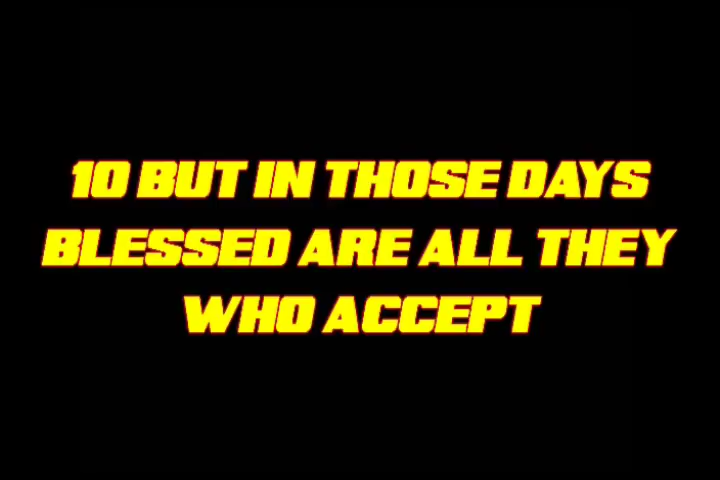 10 BUT IN THOSE DAYS
BLESSED ARE ALL THEY
WHO ACCEPT